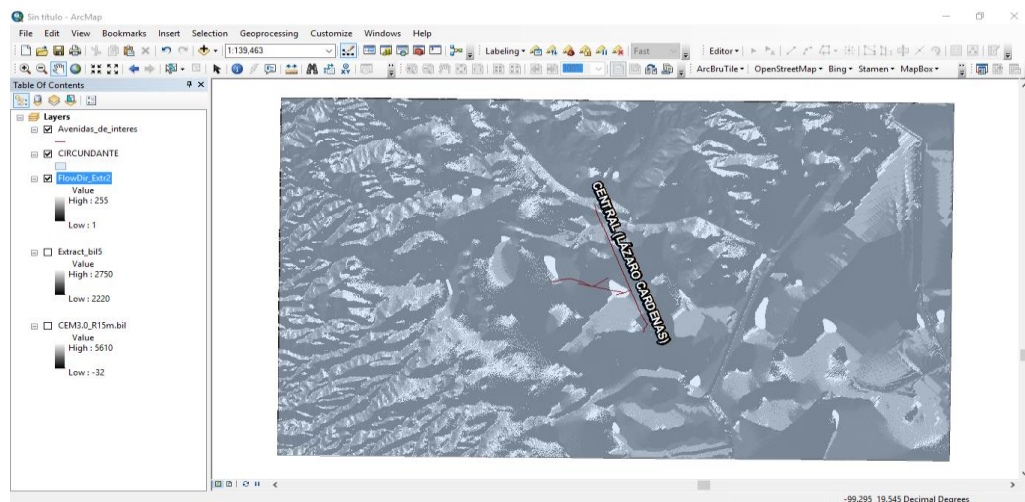 Sin título - ArcMap
File Edit View Bookmarks Insert Selection Geoprocessing Customize Windows Help
1:139,463 Labeling Fast Editor
100% ArcBruTile OpenStreetMap Bing Stamen MapBox
Table Of Contents
Layers
Avenidas_de_interes
CIRCUNDANTE
FlowDir_Extr2
Value
High : 255
Low : 1
Extract_bil5
Value
High : 2750
Low : 2220
CEM3.0_R15m.bil
Value
High : 5610
Low : -32
CENTRAL (LÁZARO CARDENAS)
-99.295 19.545 Decimal Degrees